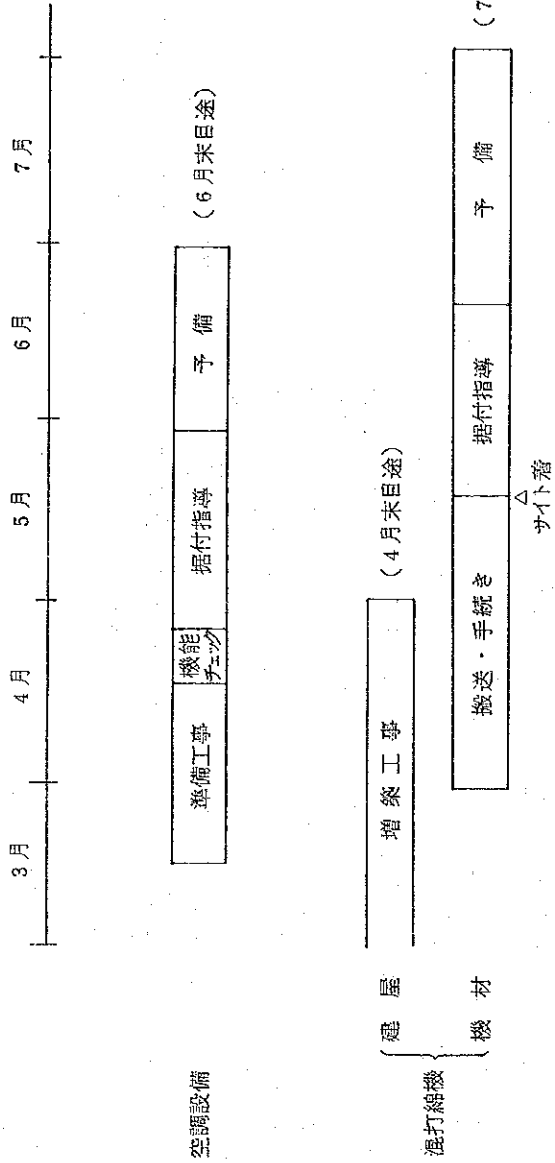 3月 4月 5月 6月 7月
空調設備
準備工事 機能チェック 据付指導 予備 (6月末目途)
混打綿機
建屋
増築工事 (4月末目途)
機材
搬送・手続き 据付指導 予備 (7
サイト着